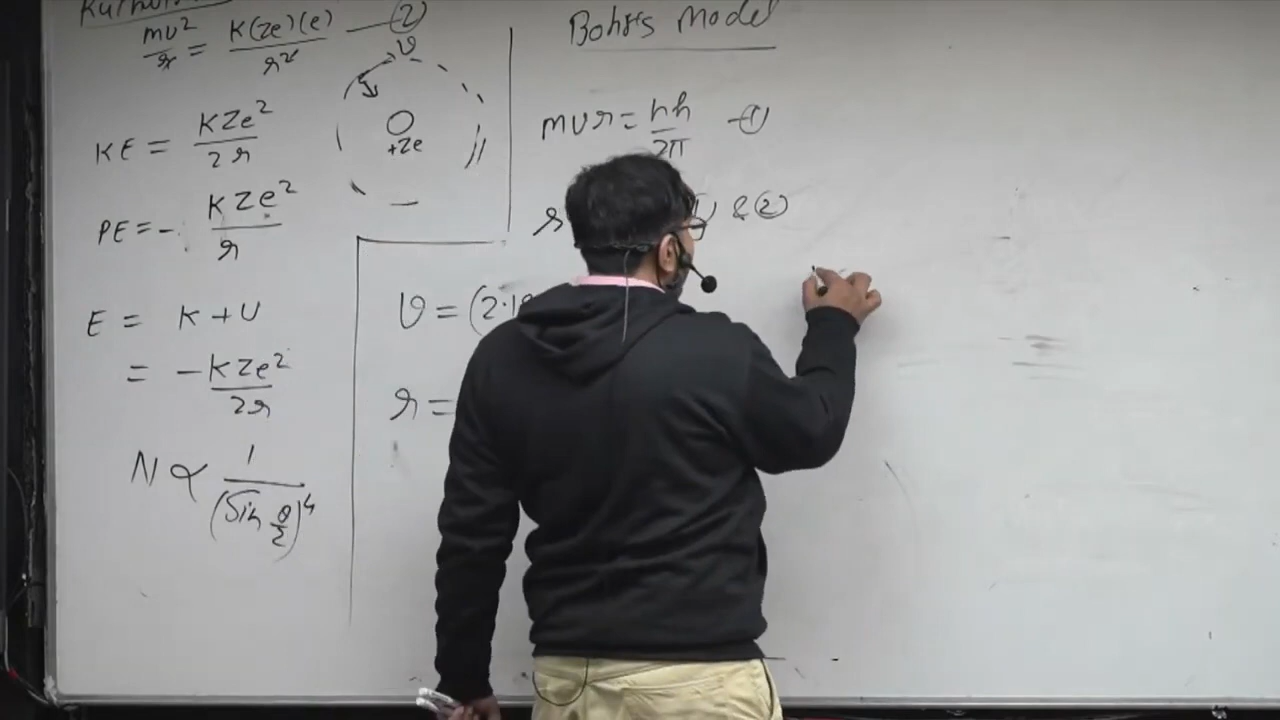 mv²/r = K(Ze)(e)/r² — ②
v
+Ze
KE = KZe²/2r
PE = - KZe²/r
E = K + U
= -KZe²/2r
N ∝ 1/(Sin θ/2)⁴
Bohr's Model
mvr = nh/2π -①
r & ②
v = (2.18
r =